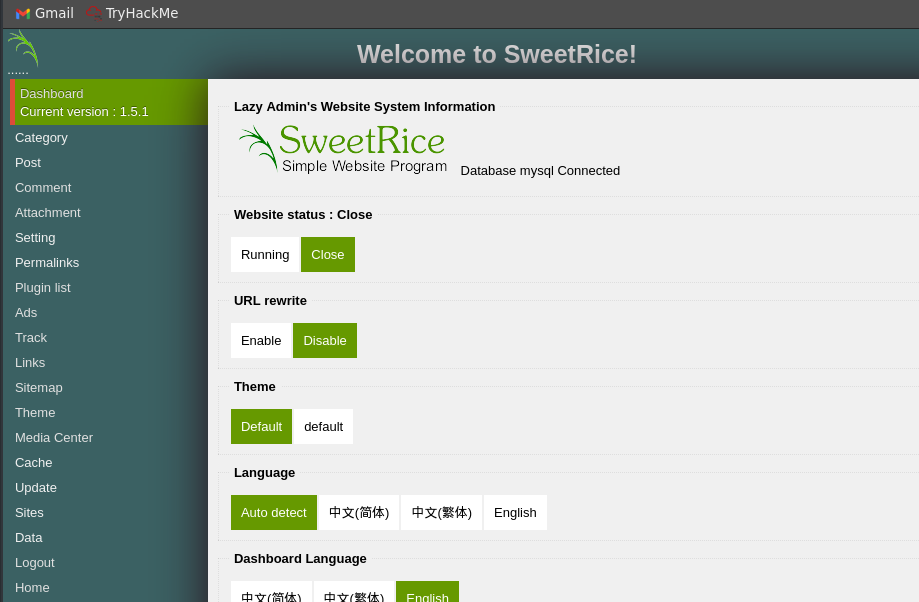 Gmail TryHackMe
Welcome to SweetRice!
......
Dashboard
Current version : 1.5.1
Category
Post
Comment
Attachment
Setting
Permalinks
Plugin list
Ads
Track
Links
Sitemap
Theme
Media Center
Cache
Update
Sites
Data
Logout
Home
Lazy Admin's Website System Information
SweetRice
Simple Website Program Database mysql Connected
Website status : Close
Running Close
URL rewrite
Enable Disable
Theme
Default default
Language
Auto detect 中文(简体) 中文(繁体) English
Dashboard Language
中文(简体) 中文(繁体) English